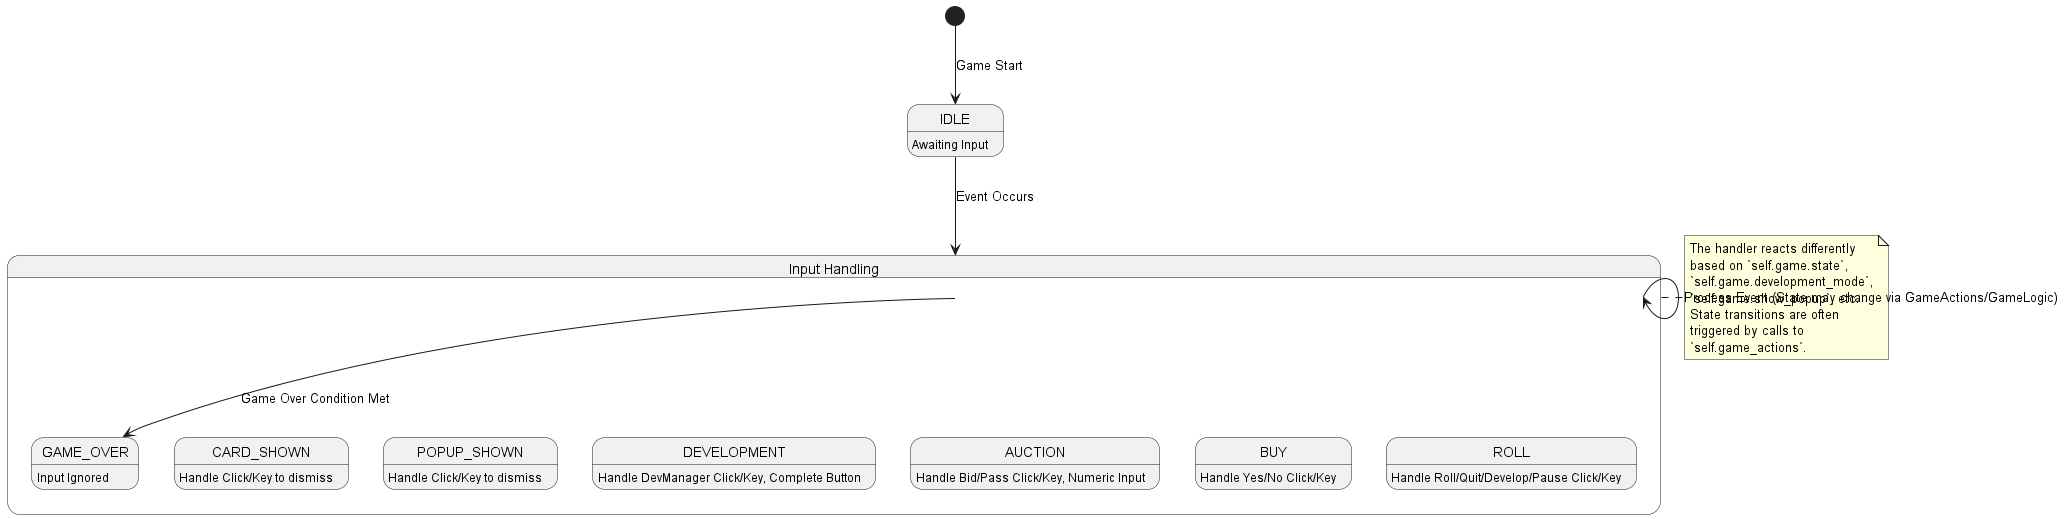 Game Start
IDLE
Awaiting Input
Event Occurs
Input Handling
The handler reacts differently
based on `self.game.state`,
`self.game.development_mode`,
`self.game.show_popup`, etc.
Process Event (State may change via GameActions/GameLogic)
State transitions are often
triggered by calls to
`self.game_actions`.
Game Over Condition Met
GAME_OVER
Input Ignored
CARD_SHOWN
Handle Click/Key to dismiss
POPUP_SHOWN
Handle Click/Key to dismiss
DEVELOPMENT
Handle DevManager Click/Key, Complete Button
AUCTION
Handle Bid/Pass Click/Key, Numeric Input
BUY
Handle Yes/No Click/Key
ROLL
Handle Roll/Quit/Develop/Pause Click/Key